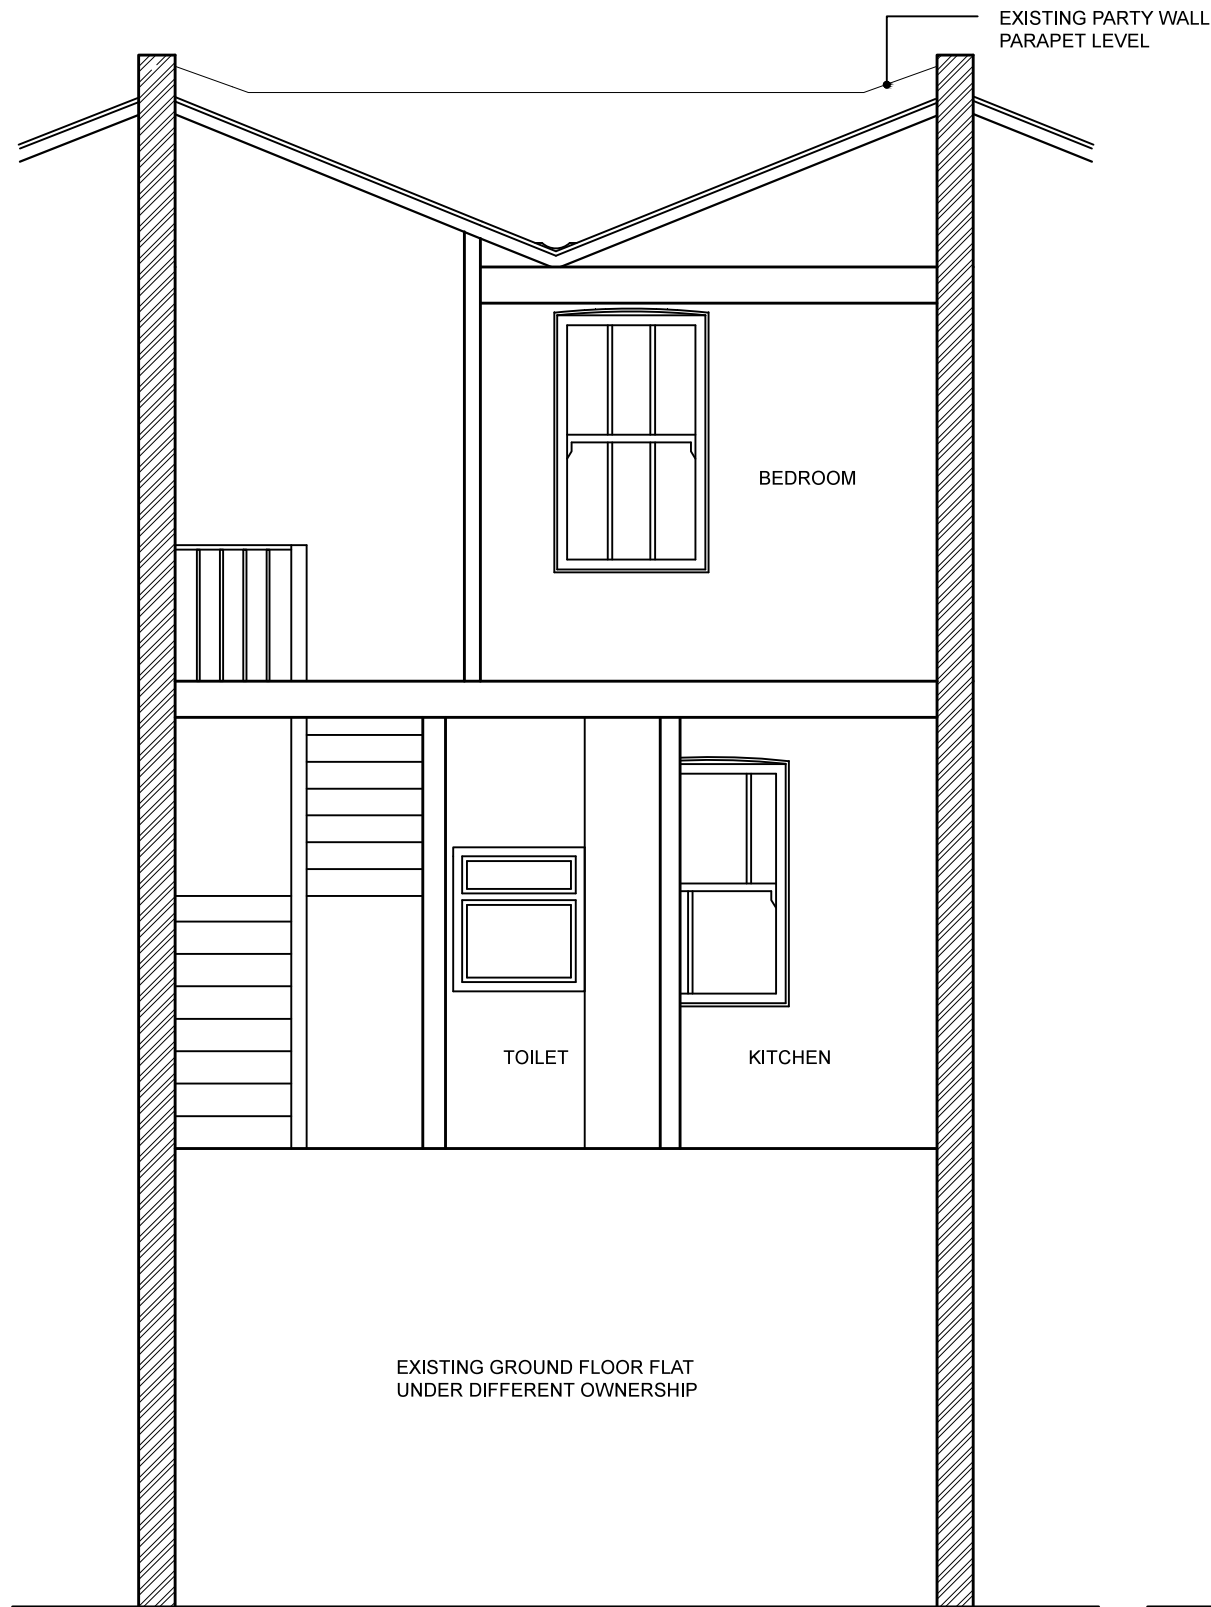 EXISTING PARTY WALL
PARAPET LEVEL
BEDROOM
TOILET
KITCHEN
EXISTING GROUND FLOOR FLAT
UNDER DIFFERENT OWNERSHIP